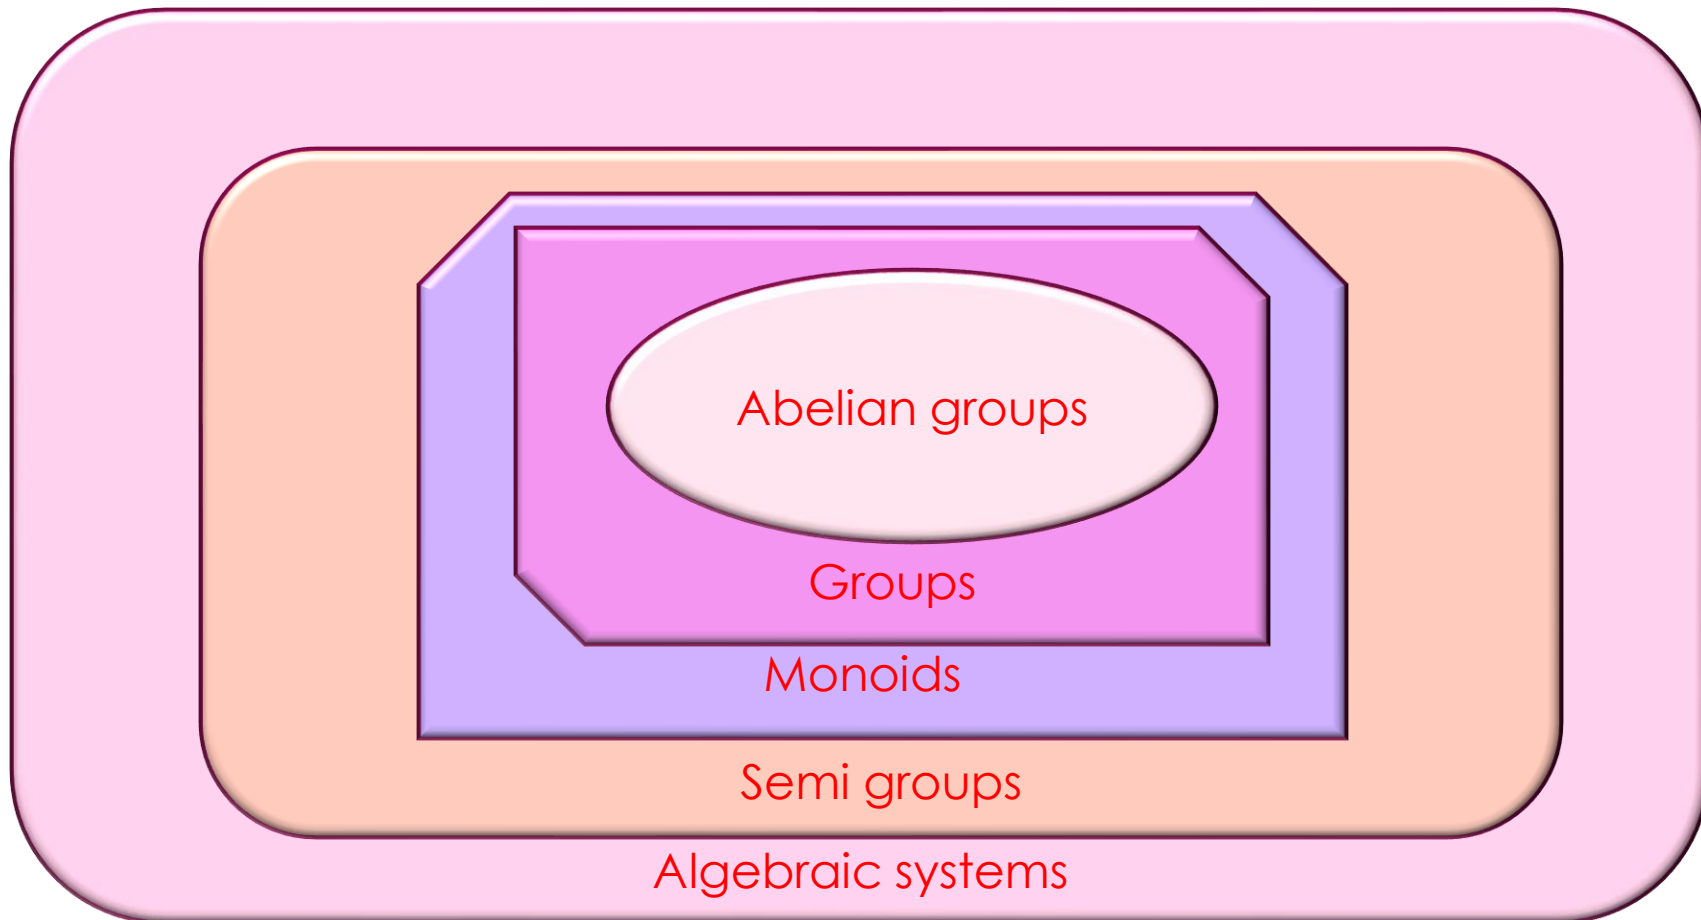 Abelian groups
Groups
Monoids
Semi groups
Algebraic systems